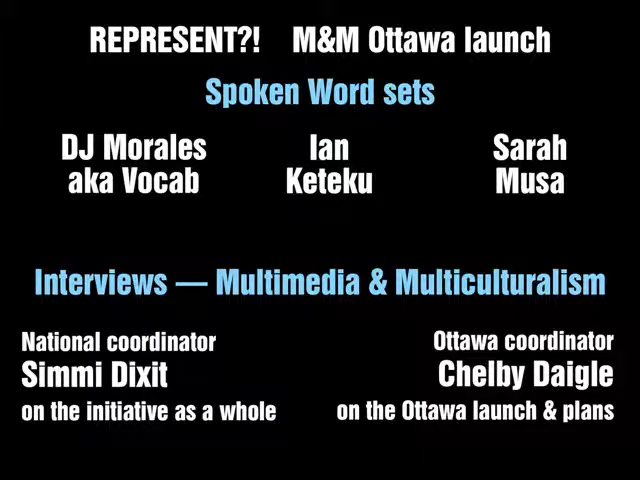 REPRESENT?! M&M Ottawa launch
Spoken Word sets
DJ Morales
aka Vocab
Ian
Keteku
Sarah
Musa
Interviews — Multimedia & Multiculturalism
National coordinator
Simmi Dixit
on the initiative as a whole
Ottawa coordinator
Chelby Daigle
on the Ottawa launch & plans